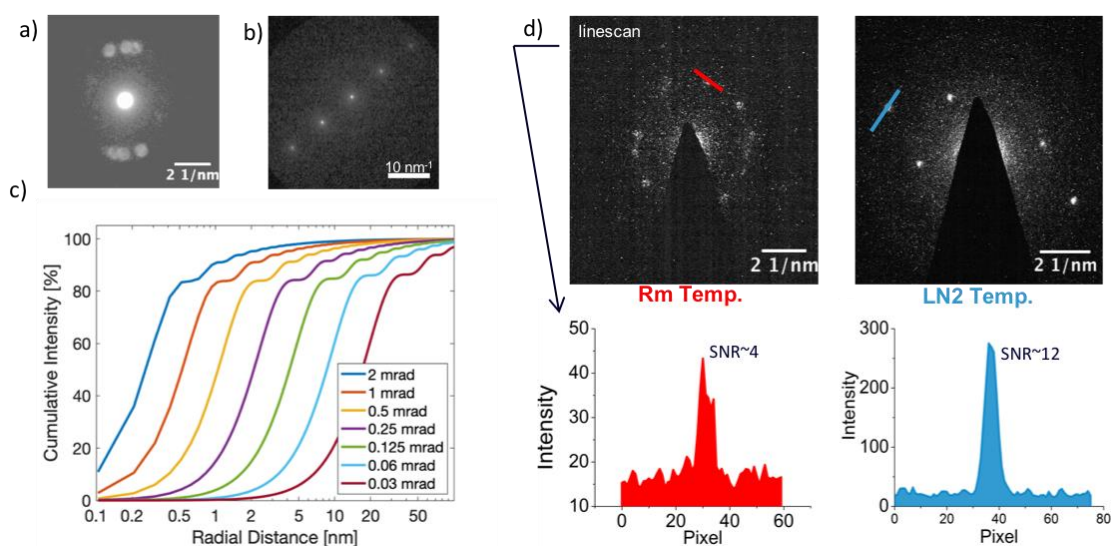 a)
2 1/nm
b)
10 nm-1
c)
Cumulative Intensity [%]
100
80
60
40
20
0
2 mrad
1 mrad
0.5 mrad
0.25 mrad
0.125 mrad
0.06 mrad
0.03 mrad
0.1 0.2 0.5 1 2 5 10 20 50
Radial Distance [nm]
d)
linescan
2 1/nm
Rm Temp.
2 1/nm
LN2 Temp.
Intensity
50
40
30
20
10
SNR~4
0 20 40 60
Pixel
Intensity
300
200
100
0
SNR~12
0 20 40 60 80
Pixel